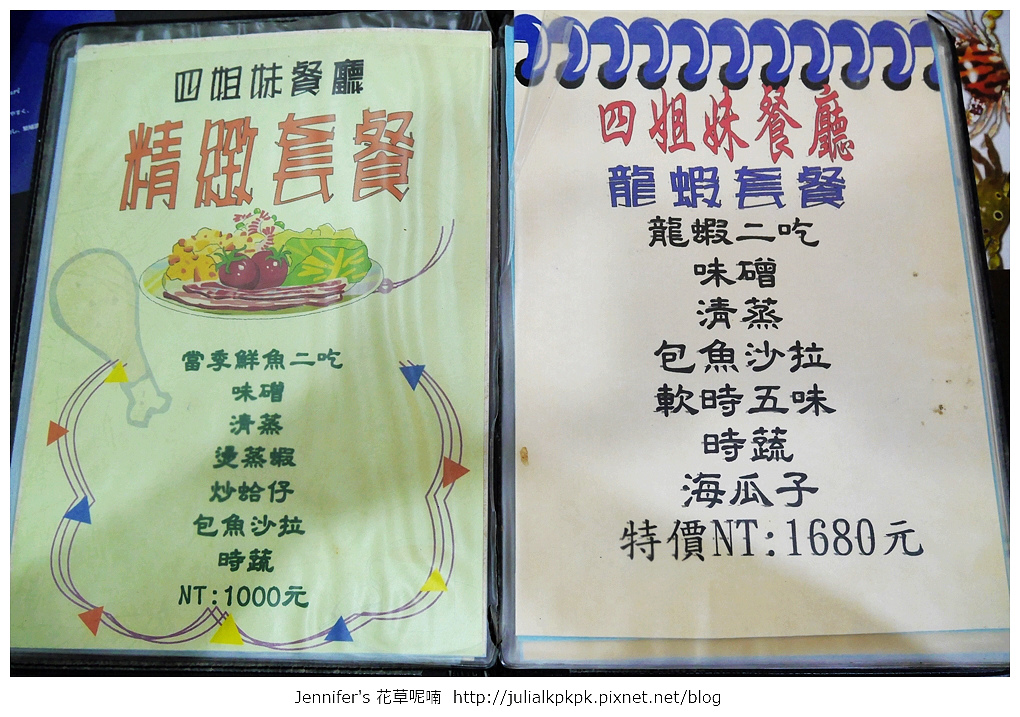 四姐妹餐廳
精緻套餐
當季鮮魚二吃
味磳
清蒸
燙蒸蝦
炒蛤仔
包魚沙拉
時蔬
NT:1000元
四姐妹餐廳
龍蝦套餐
龍蝦二吃
味磳
清蒸
包魚沙拉
軟時五味
時蔬
海瓜子
特價NT:1680元
Jennifer's 花草呢喃 http://julialkpkpk.pixnet.net/blog